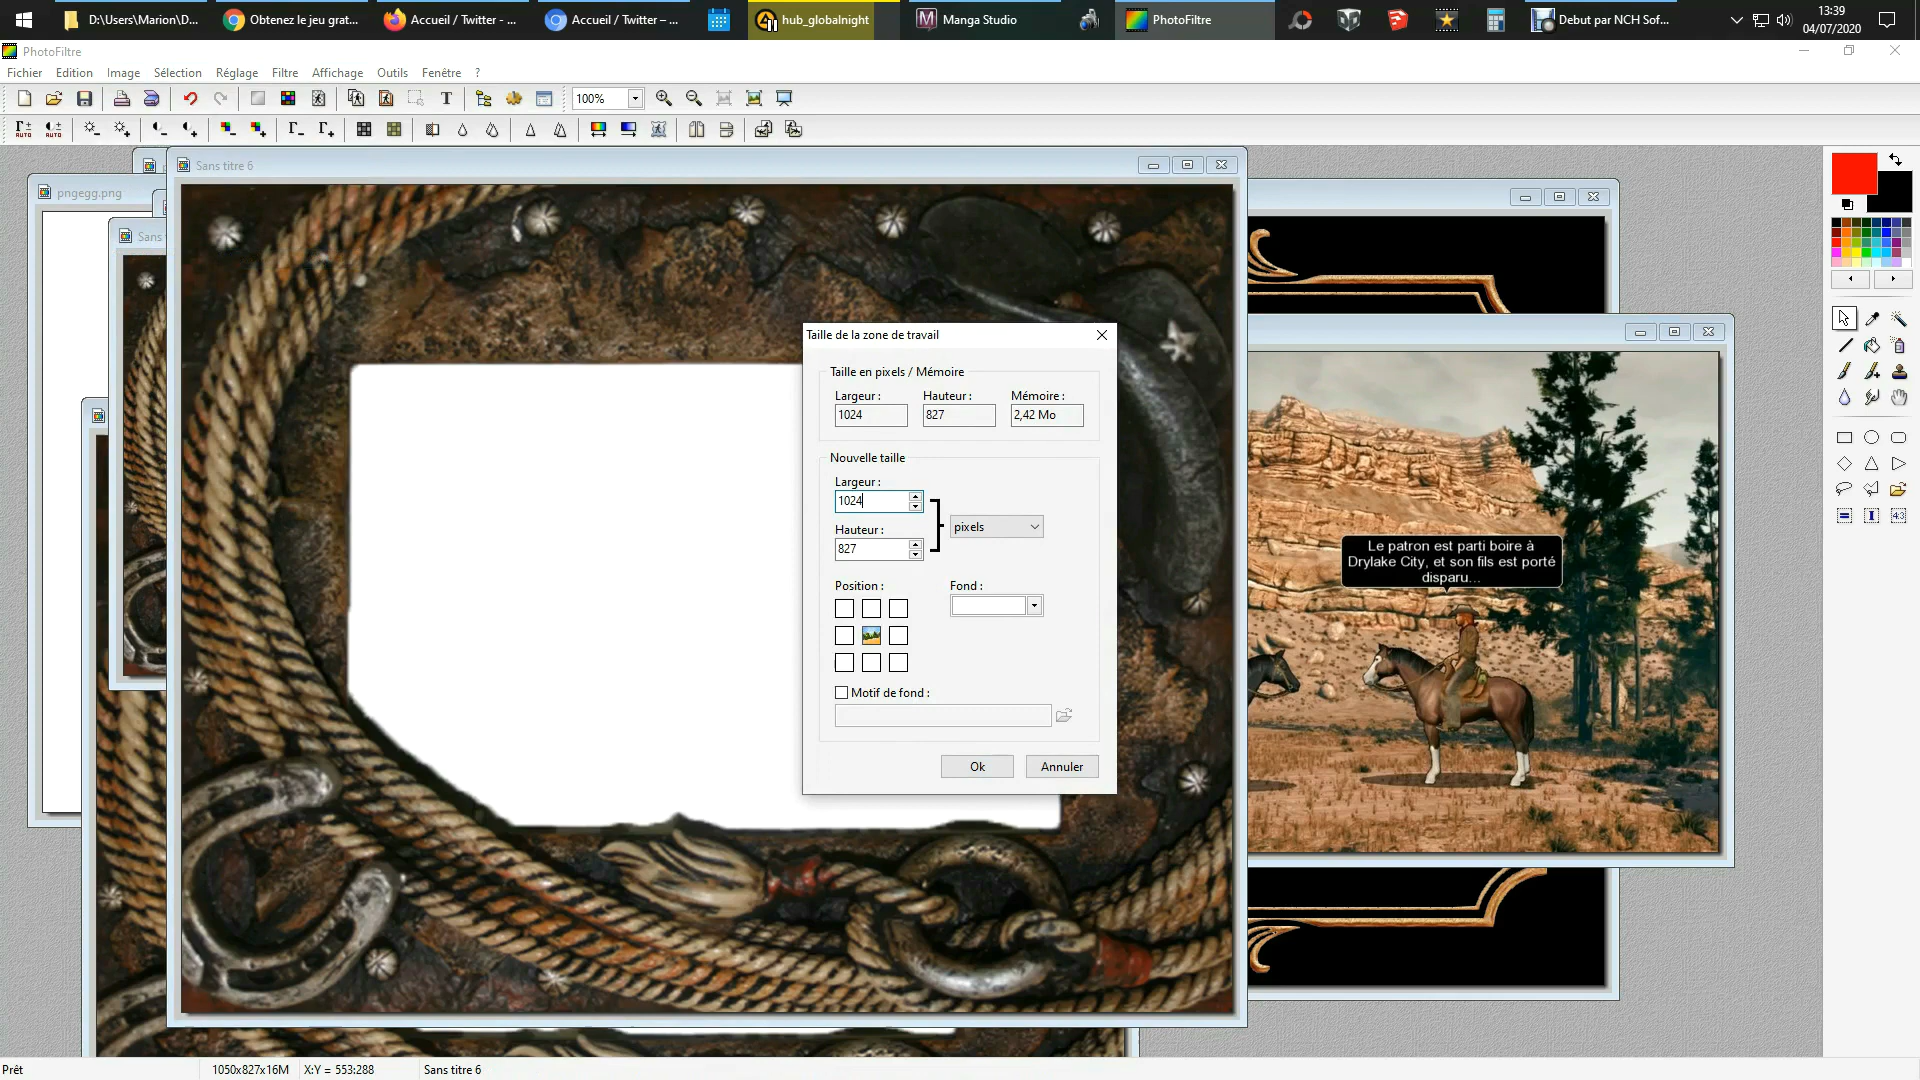 D:\Users\Marion\D...
Obtenez le jeu grat...
Accueil / Twitter - ...
Accueil / Twitter – ...
hub_globalnight
Manga Studio
PhotoFiltre
Debut par NCH Sof...
13:39
04/07/2020
PhotoFiltre
Fichier Edition Image Sélection Réglage Filtre Affichage Outils Fenêtre ?
T
100%
AUTO AUTO
Sans titre 6
pngegg.png
Sans
Taille de la zone de travail
Taille en pixels / Mémoire
Largeur : Hauteur : Mémoire :
1024 827 2,42 Mo
Nouvelle taille
Largeur :
1024
pixels
Hauteur :
827
Position : Fond :
Motif de fond :
Ok Annuler
Le patron est parti boire à
Drylake City, et son fils est porté
disparu...
4:3
Prêt 1050x827x16M X:Y = 553:288 Sans titre 6